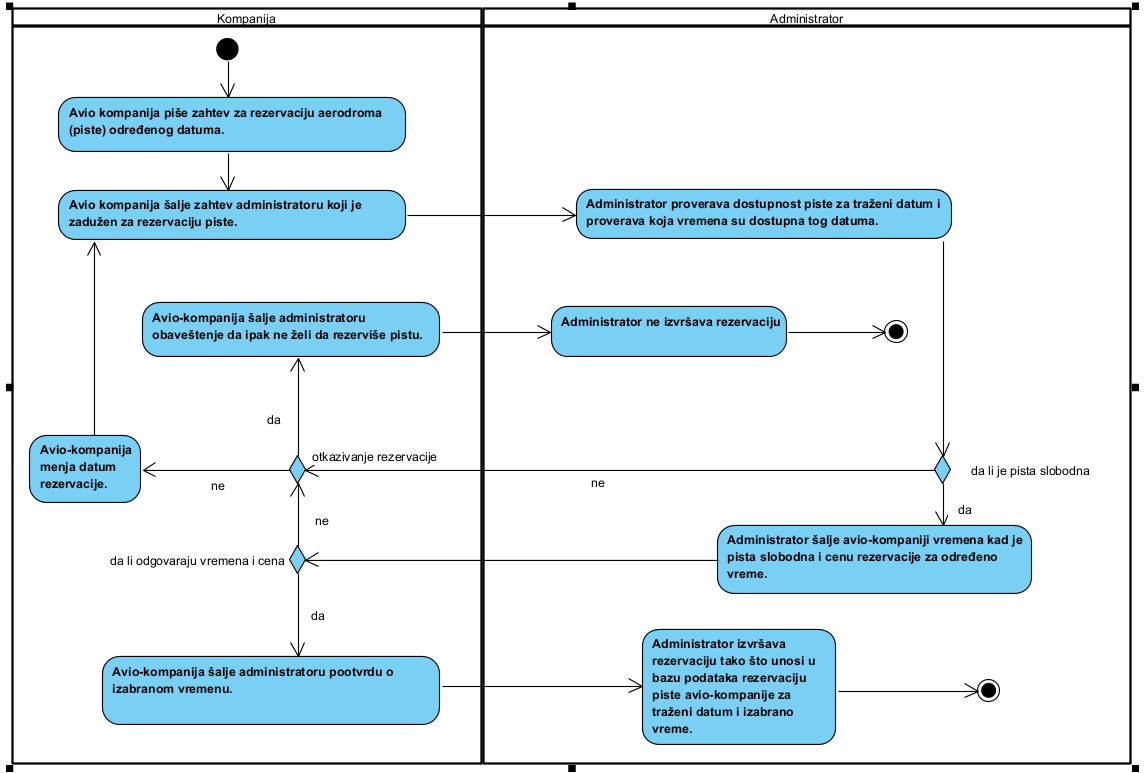 Kompanija
Administrator
Avio kompanija piše zahtev za rezervaciju aerodroma
(piste) određenog datuma.
Avio kompanija šalje zahtev administratoru koji je
zadužen za rezervaciju piste.
Administrator proverava dostupnost piste za traženi datum i
proverava koja vremena su dostupna tog datuma.
Avio-kompanija šalje administratoru
obaveštenje da ipak ne želi da rezerviše pistu.
Administrator ne izvršava rezervaciju
da
Avio-kompanija
menja datum
rezervacije.
ne
otkazivanje rezervacije
ne
da li je pista slobodna
da
ne
Administrator šalje avio-kompaniji vremena kad je
pista slobodna i cenu rezervacije za određeno
vreme.
da li odgovaraju vremena i cena
da
Avio-kompanija šalje administratoru pootvrdu o
izabranom vremenu.
Administrator izvršava
rezervaciju tako što unosi u
bazu podataka rezervaciju
piste avio-kompanije za
traženi datum i izabrano
vreme.